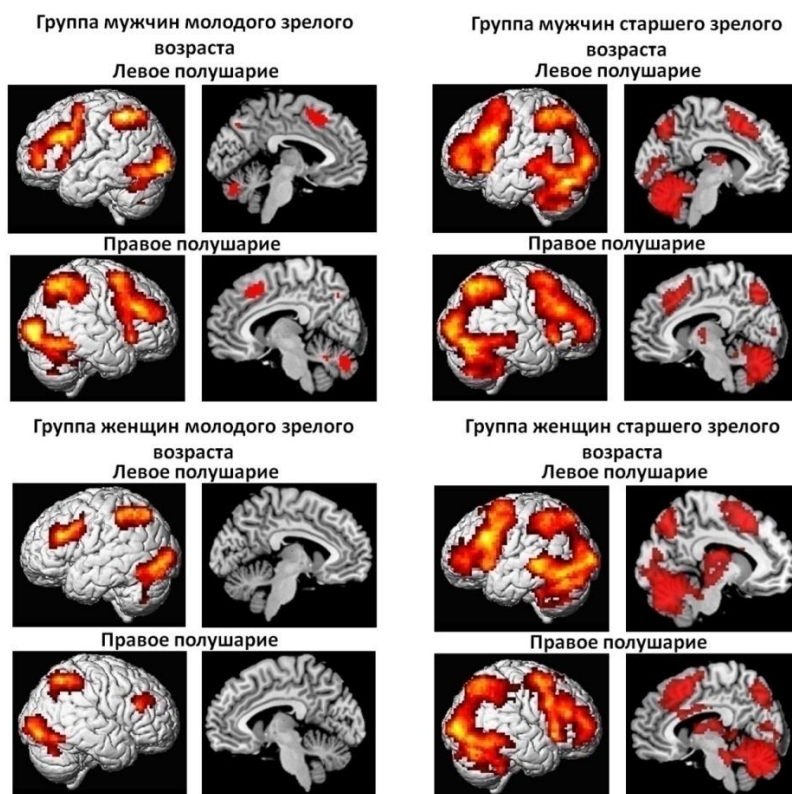 Группа мужчин молодого зрелого
возраста
Левое полушарие
Правое полушарие
Группа мужчин старшего зрелого
возраста
Левое полушарие
Правое полушарие
Группа женщин молодого зрелого
возраста
Левое полушарие
Правое полушарие
Группа женщин старшего зрелого
возраста
Левое полушарие
Правое полушарие